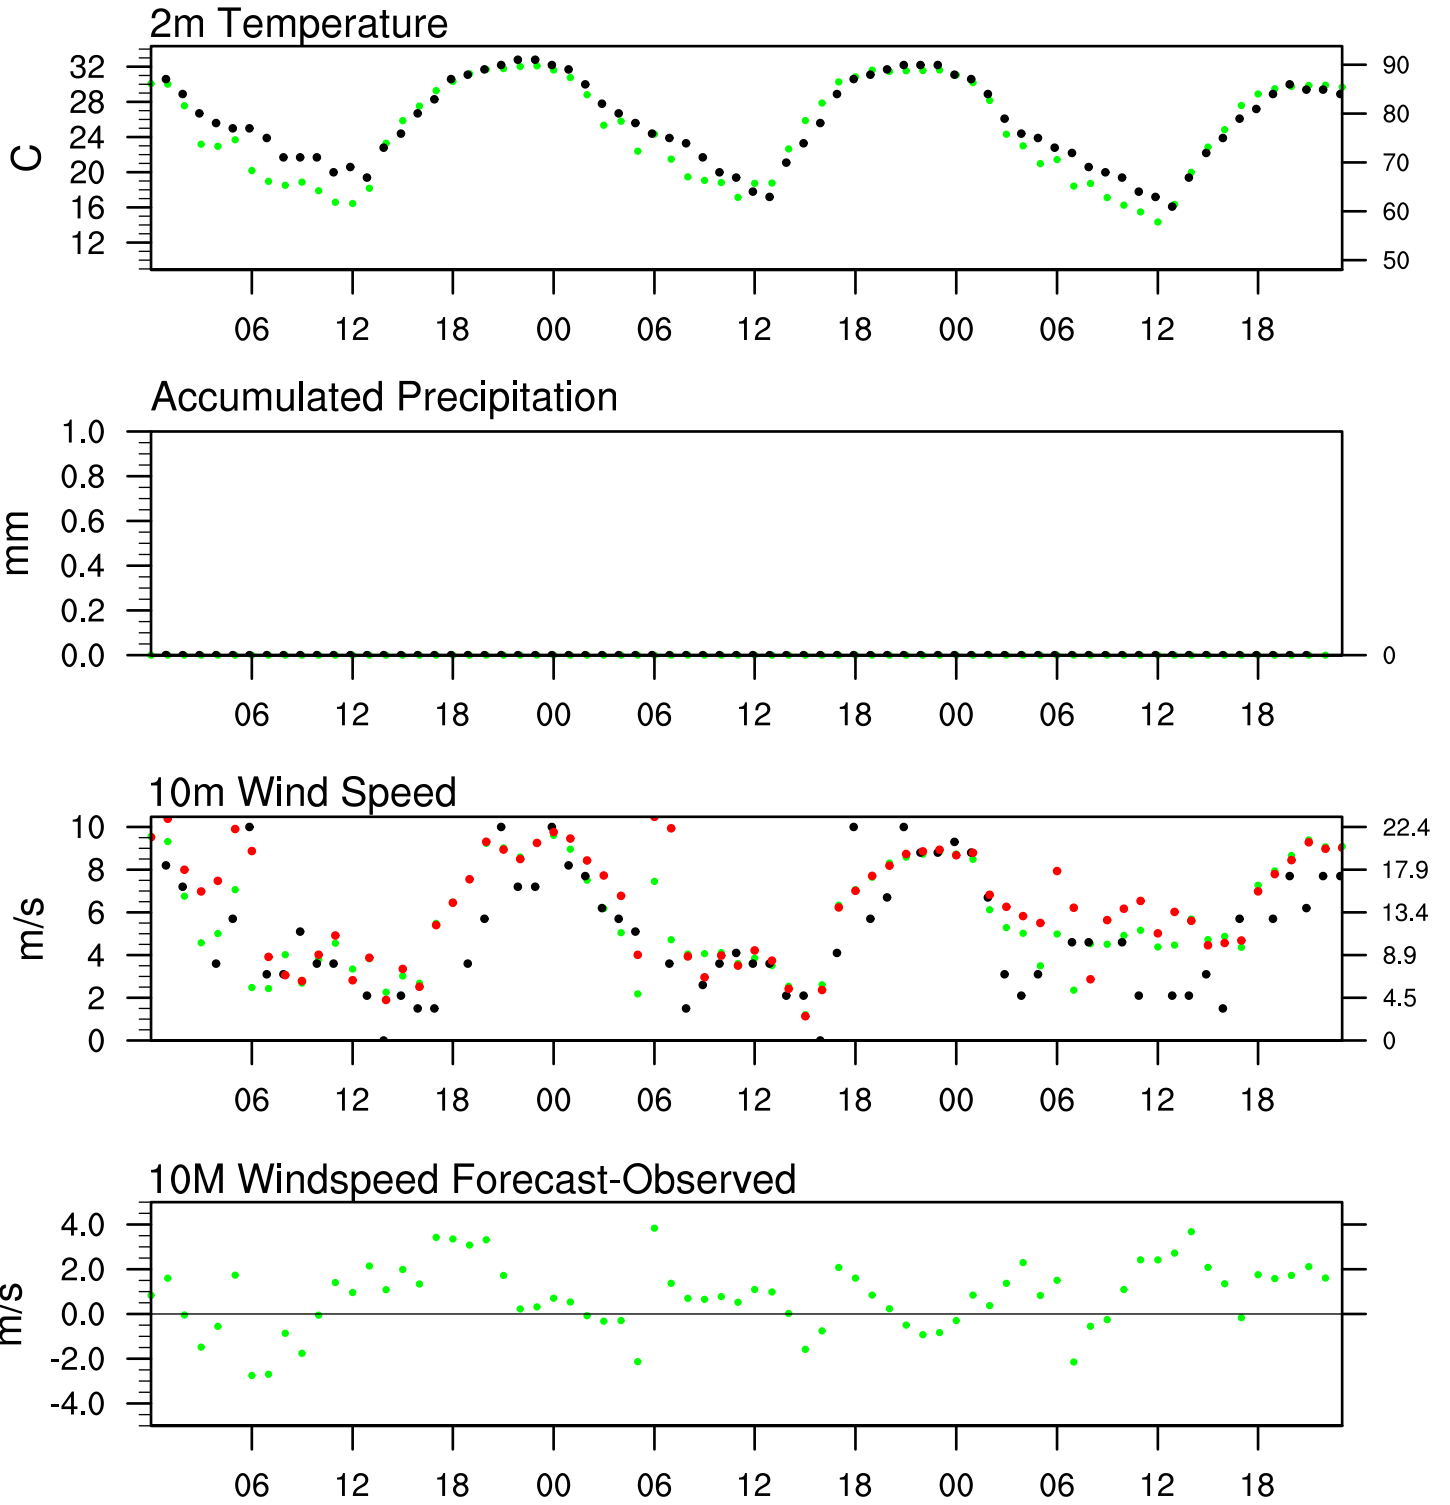 2m Temperature
32
28
24
20
16
12
C
90
80
70
60
50
06 12 18 00 06 12 18 00 06 12 18
Accumulated Precipitation
1.0
0.8
0.6
0.4
0.2
0.0
mm
0
06 12 18 00 06 12 18 00 06 12 18
10m Wind Speed
10
8
6
4
2
0
m/s
22.4
17.9
13.4
8.9
4.5
0
06 12 18 00 06 12 18 00 06 12 18
10M Windspeed Forecast-Observed
4.0
2.0
0.0
-2.0
-4.0
m/s
06 12 18 00 06 12 18 00 06 12 18